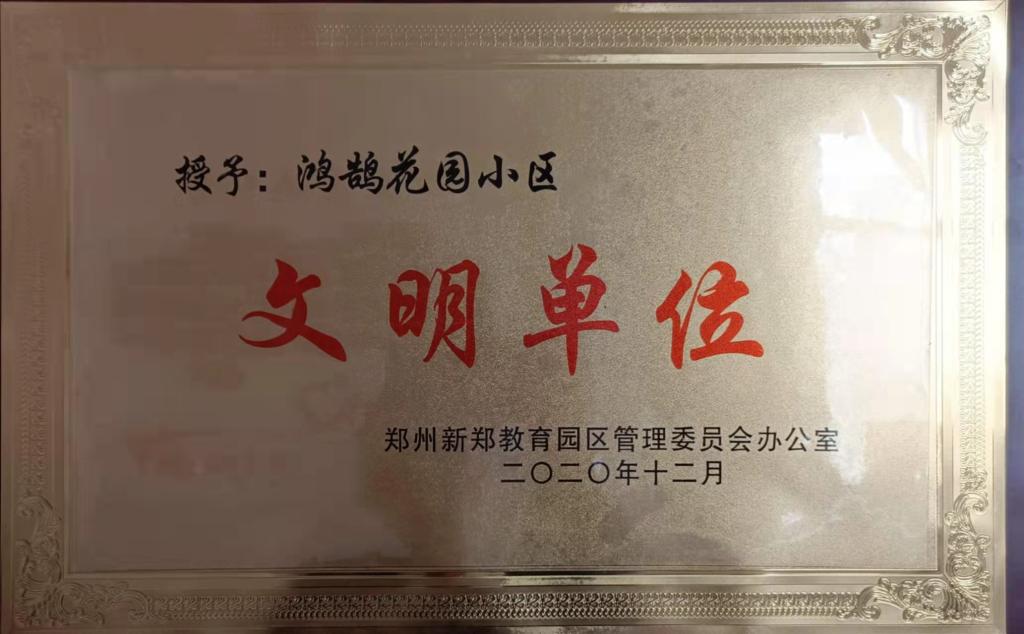 授予：鸿鹄花园小区
文明单位
郑州新郑教育园区管理委员会办公室
二〇二〇年十二月